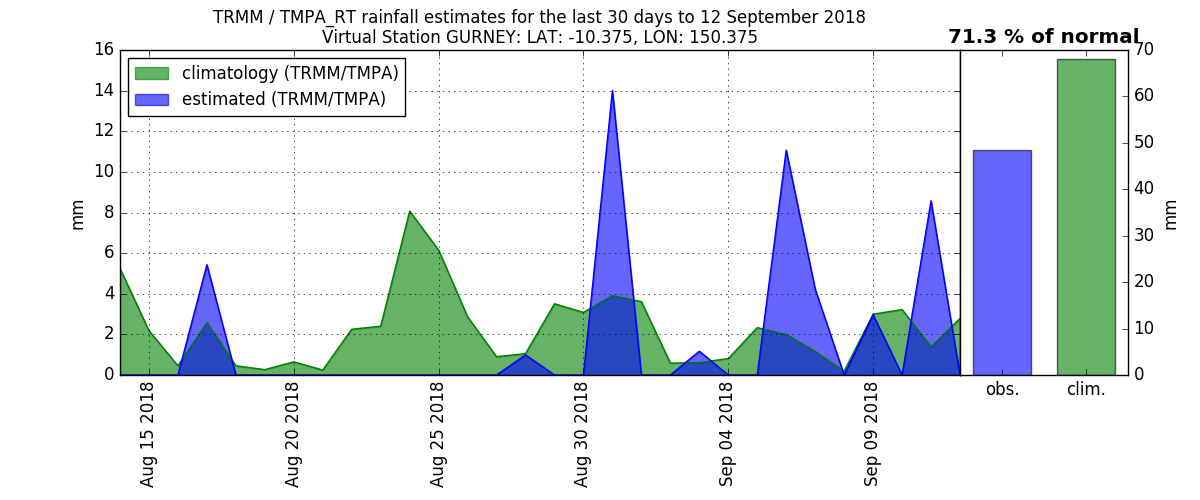 TRMM / TMPA_RT rainfall estimates for the last 30 days to 12 September 2018
Virtual Station GURNEY: LAT: -10.375, LON: 150.375
71.3 % of normal
climatology (TRMM/TMPA)
estimated (TRMM/TMPA)
16
14
12
10
8
6
4
2
0
mm
Aug 15 2018
Aug 20 2018
Aug 25 2018
Aug 30 2018
Sep 04 2018
Sep 09 2018
70
60
50
40
30
20
10
0
mm
obs.
clim.